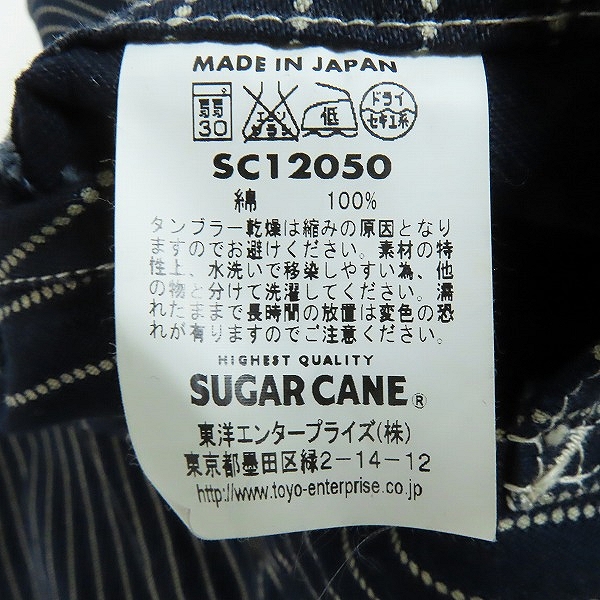 MADE IN JAPAN
弱 30 エンソ サラシ 低 ドライ セキユ系
SC12050
綿 100%
タンブラー乾燥は縮みの原因となり
ますのでお避けください。素材の特
性上、水洗いで移染しやすい為、他
の物と分けて洗濯してください。濡
れたままで長時間の放置は変色の恐
れが有りますのでご注意ください。
HIGHEST QUALITY
SUGAR CANE®
東洋エンタープライズ(株)
東京都墨田区緑2-14-12
http://www.toyo-enterprise.co.jp